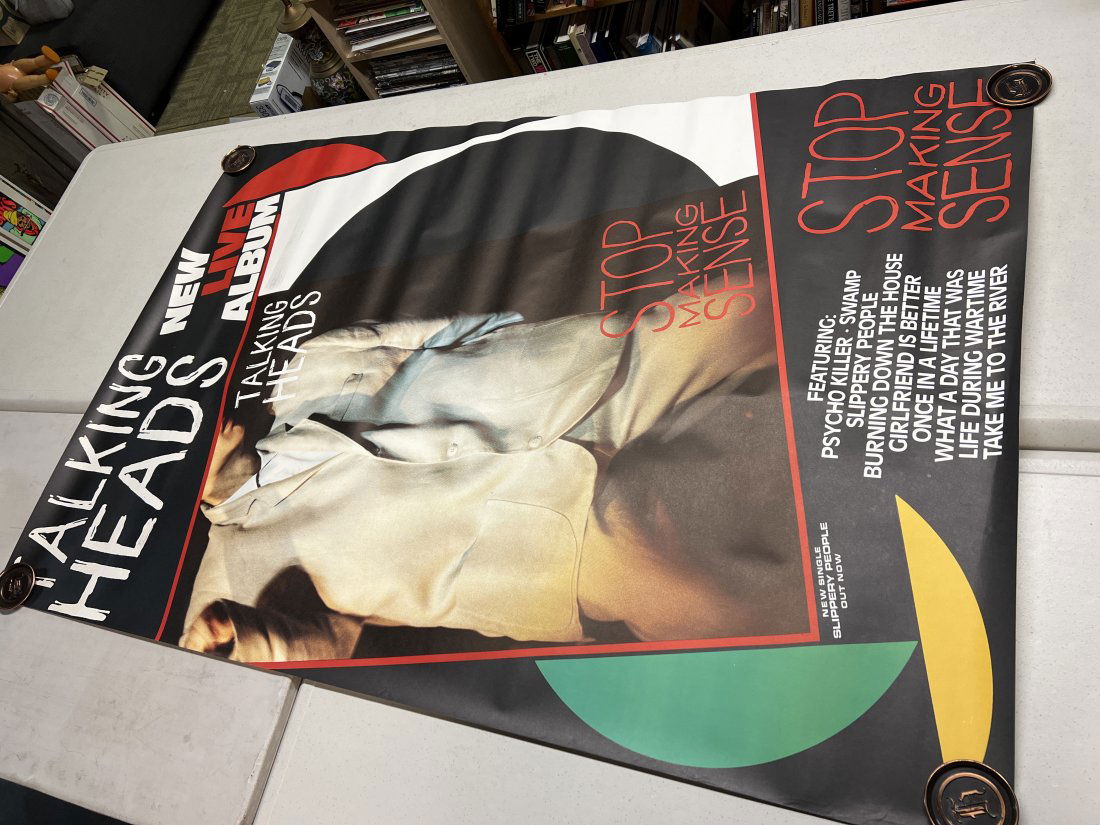 TALKING
HEADS
NEW
LIVE
ALBUM
TALKING
HEADS
STOP
MAKING
SENSE
STOP
MAKING
SENSE
FEATURING:
PSYCHO KILLER · SWAMP
SLIPPERY PEOPLE
BURNING DOWN THE HOUSE
GIRLFRIEND IS BETTER
ONCE IN A LIFETIME
WHAT A DAY THAT WAS
LIFE DURING WARTIME
TAKE ME TO THE RIVER
NEW SINGLE
SLIPPERY PEOPLE
OUT NOW